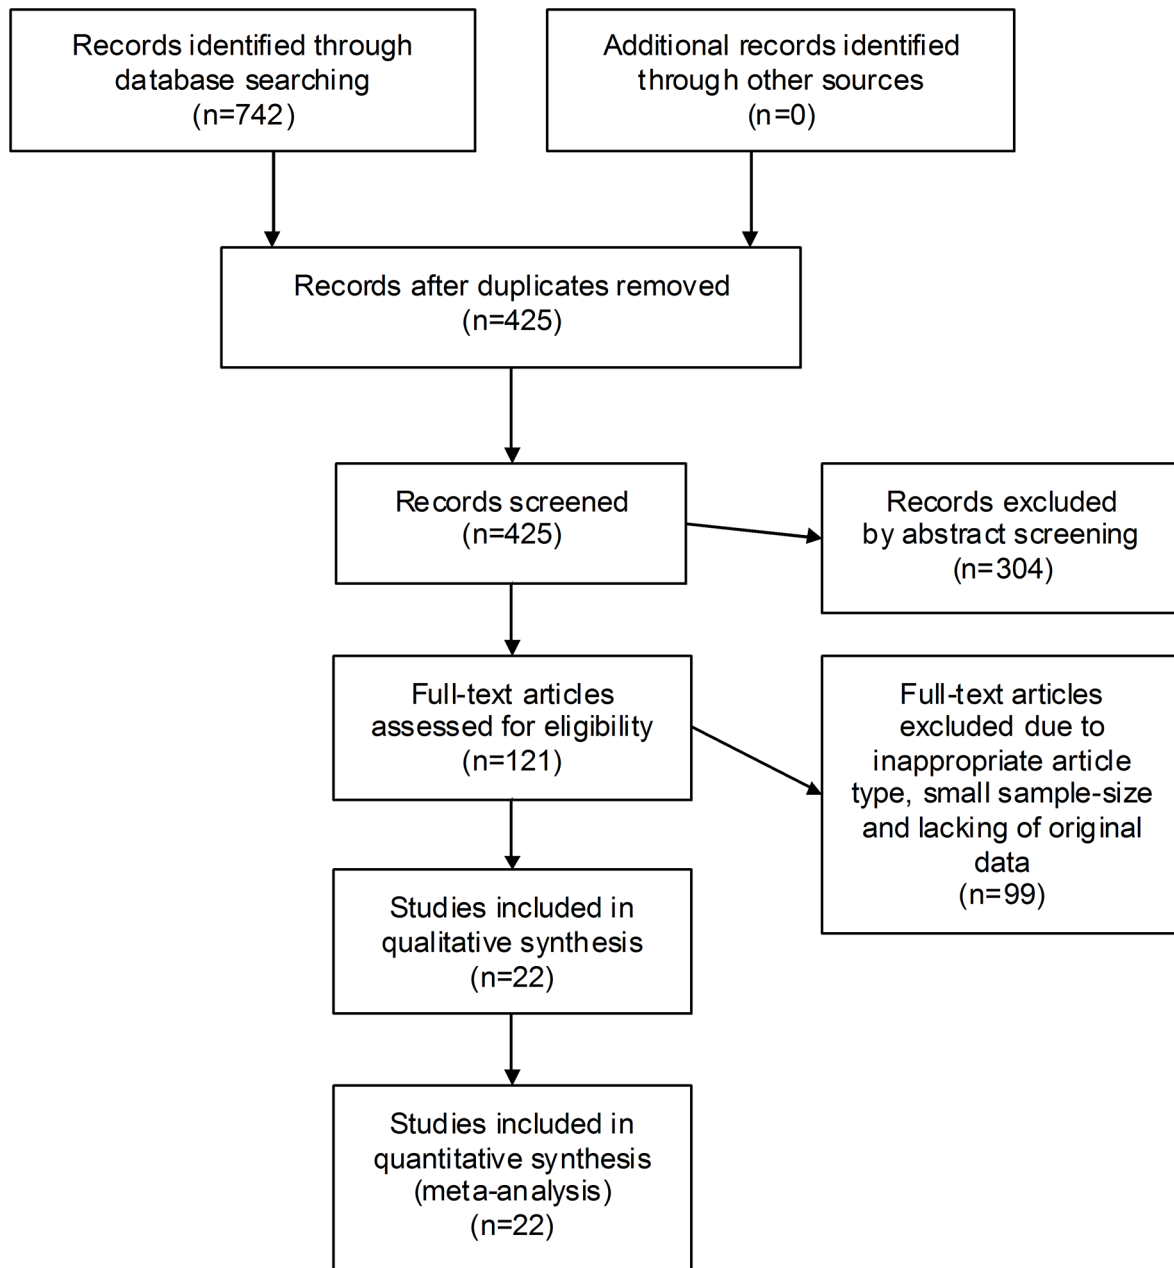 Records identified through
database searching
(n=742)
Additional records identified
through other sources
(n=0)
Records after duplicates removed
(n=425)
Records screened
(n=425)
Records excluded
by abstract screening
(n=304)
Full-text articles
assessed for eligibility
(n=121)
Full-text articles
excluded due to
inappropriate article
type, small sample-size
and lacking of original
data
(n=99)
Studies included in
qualitative synthesis
(n=22)
Studies included in
quantitative synthesis
(meta-analysis)
(n=22)